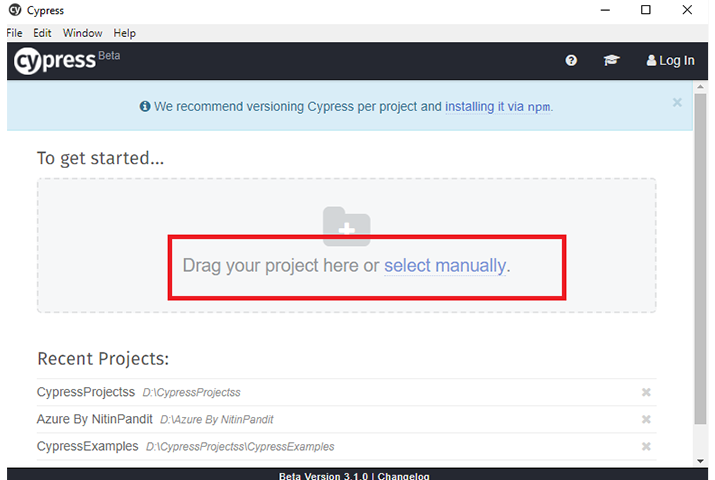 Cypress
File Edit Window Help
cypress Beta
Log In
We recommend versioning Cypress per project and installing it via npm.
To get started...
Drag your project here or select manually.
Recent Projects:
CypressProjectss D:\CypressProjectss
Azure By NitinPandit D:\Azure By NitinPandit
CypressExamples D:\CypressProjectss\CypressExamples
Beta Version 3.1.0 | Changelog